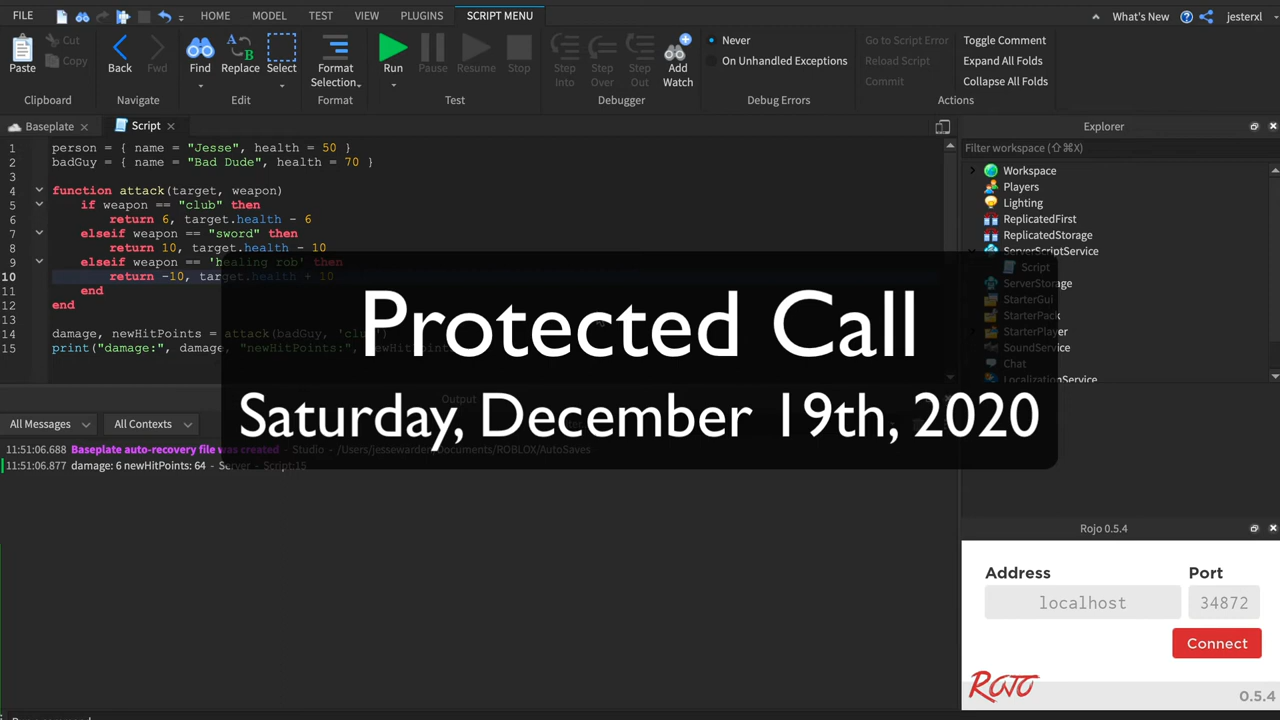 FILE HOME MODEL TEST VIEW PLUGINS SCRIPT MENU What's New jesterxl
Paste Cut Copy Back Fwd Find Replace Select Format Selection Run Pause Resume Stop Step Into Step Over Step Out Add Watch Never On Unhandled Exceptions Go to Script Error Reload Script Commit Toggle Comment Expand All Folds Collapse All Folds
Clipboard Navigate Edit Format Test Debugger Debug Errors Actions
Baseplate Script Explorer
Filter workspace (⇧⌘X)
1 person = { name = "Jesse", health = 50 }
2 badGuy = { name = "Bad Dude", health = 70 }
3
4 function attack(target, weapon)
5 if weapon == "club" then
6 return 6, target.health - 6
7 elseif weapon == "sword" then
8 return 10, target.health - 10
9 elseif weapon == 'healing rob' then
10 return -10, target.health + 10
11 end
12 end
13
14 damage, newHitPoints = attack(badGuy, 'club')
15 print("damage:", damage, "newHitPoints:", newHitPoints)
Workspace
Players
Lighting
ReplicatedFirst
ReplicatedStorage
ServerScriptService
Script
ServerStorage
StarterGui
StarterPack
StarterPlayer
SoundService
Chat
LocalizationService
Protected Call
Saturday, December 19th, 2020
Output
All Messages All Contexts
11:51:06.688 Baseplate auto-recovery file was created - Studio - /Users/jessewarden/Documents/ROBLOX/AutoSaves
11:51:06.877 damage: 6 newHitPoints: 64 - Server - Script:15
Rojo 0.5.4
Address Port
localhost 34872
Connect
ROJO 0.5.4